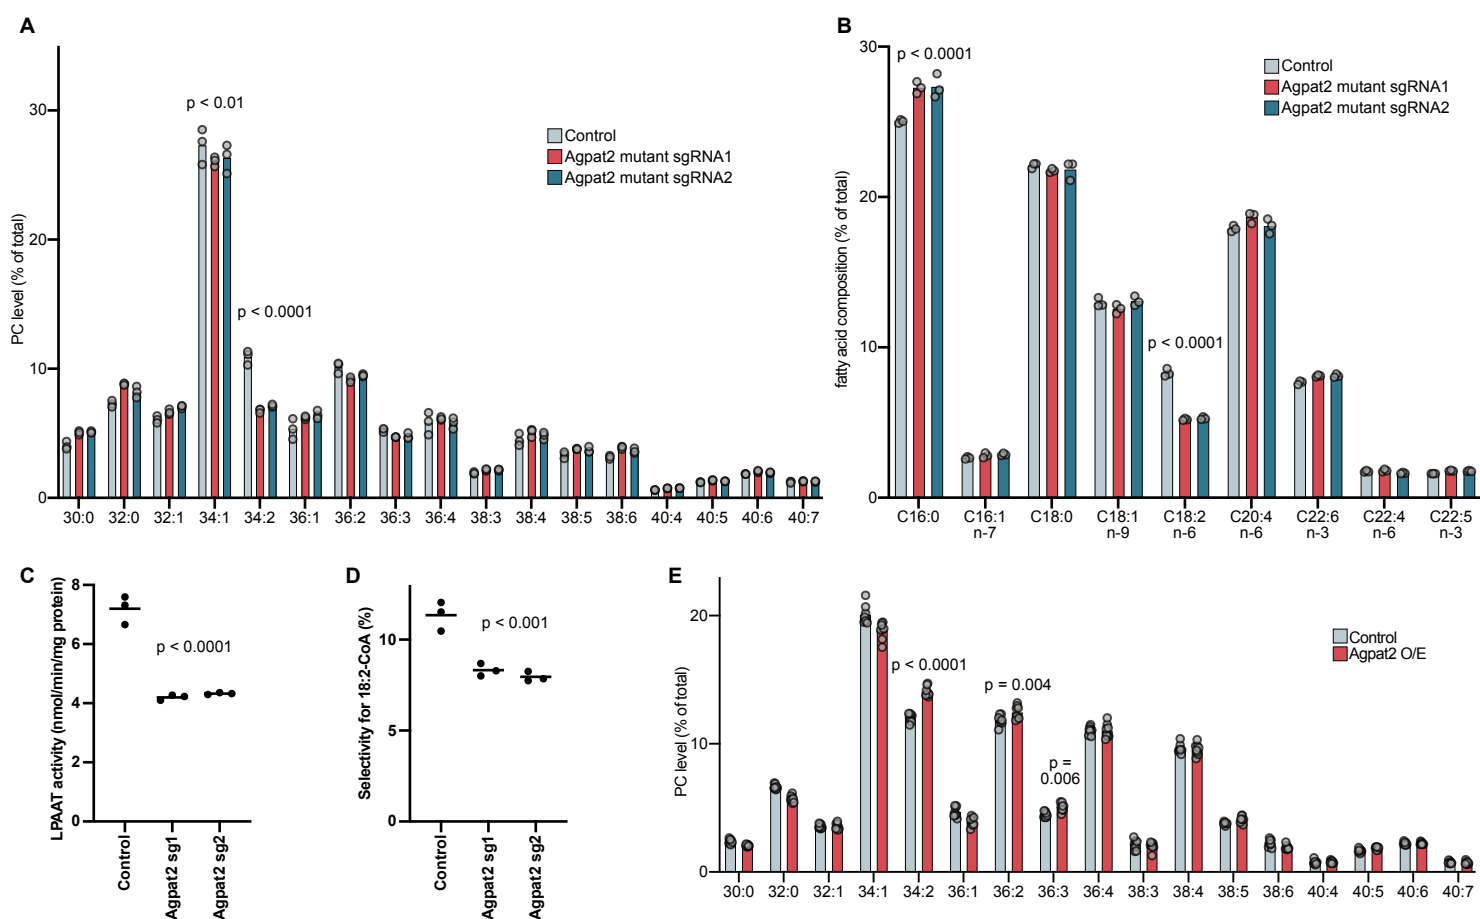 A
PC level (% of total)
30
20
10
0
p < 0.01
p < 0.0001
Control
Agpat2 mutant sgRNA1
Agpat2 mutant sgRNA2
30:0 32:0 32:1 34:1 34:2 36:1 36:2 36:3 36:4 38:3 38:4 38:5 38:6 40:4 40:5 40:6 40:7
B
fatty acid composition (% of total)
30
20
10
0
p < 0.0001
p < 0.0001
Control
Agpat2 mutant sgRNA1
Agpat2 mutant sgRNA2
C16:0 C16:1 C18:0 C18:1 C18:2 C20:4 C22:6 C22:4 C22:5
n-7 n-9 n-6 n-6 n-3 n-6 n-3
C
LPAAT activity (nmol/min/mg protein)
8
6
4
2
0
p < 0.0001
Control
Agpat2 sg1
Agpat2 sg2
D
Selectivity for 18:2-CoA (%)
10
5
0
p < 0.001
Control
Agpat2 sg1
Agpat2 sg2
E
PC level (% of total)
20
10
0
p < 0.0001
p = 0.004
p =
0.006
Control
Agpat2 O/E
30:0 32:0 32:1 34:1 34:2 36:1 36:2 36:3 36:4 38:3 38:4 38:5 38:6 40:4 40:5 40:6 40:7